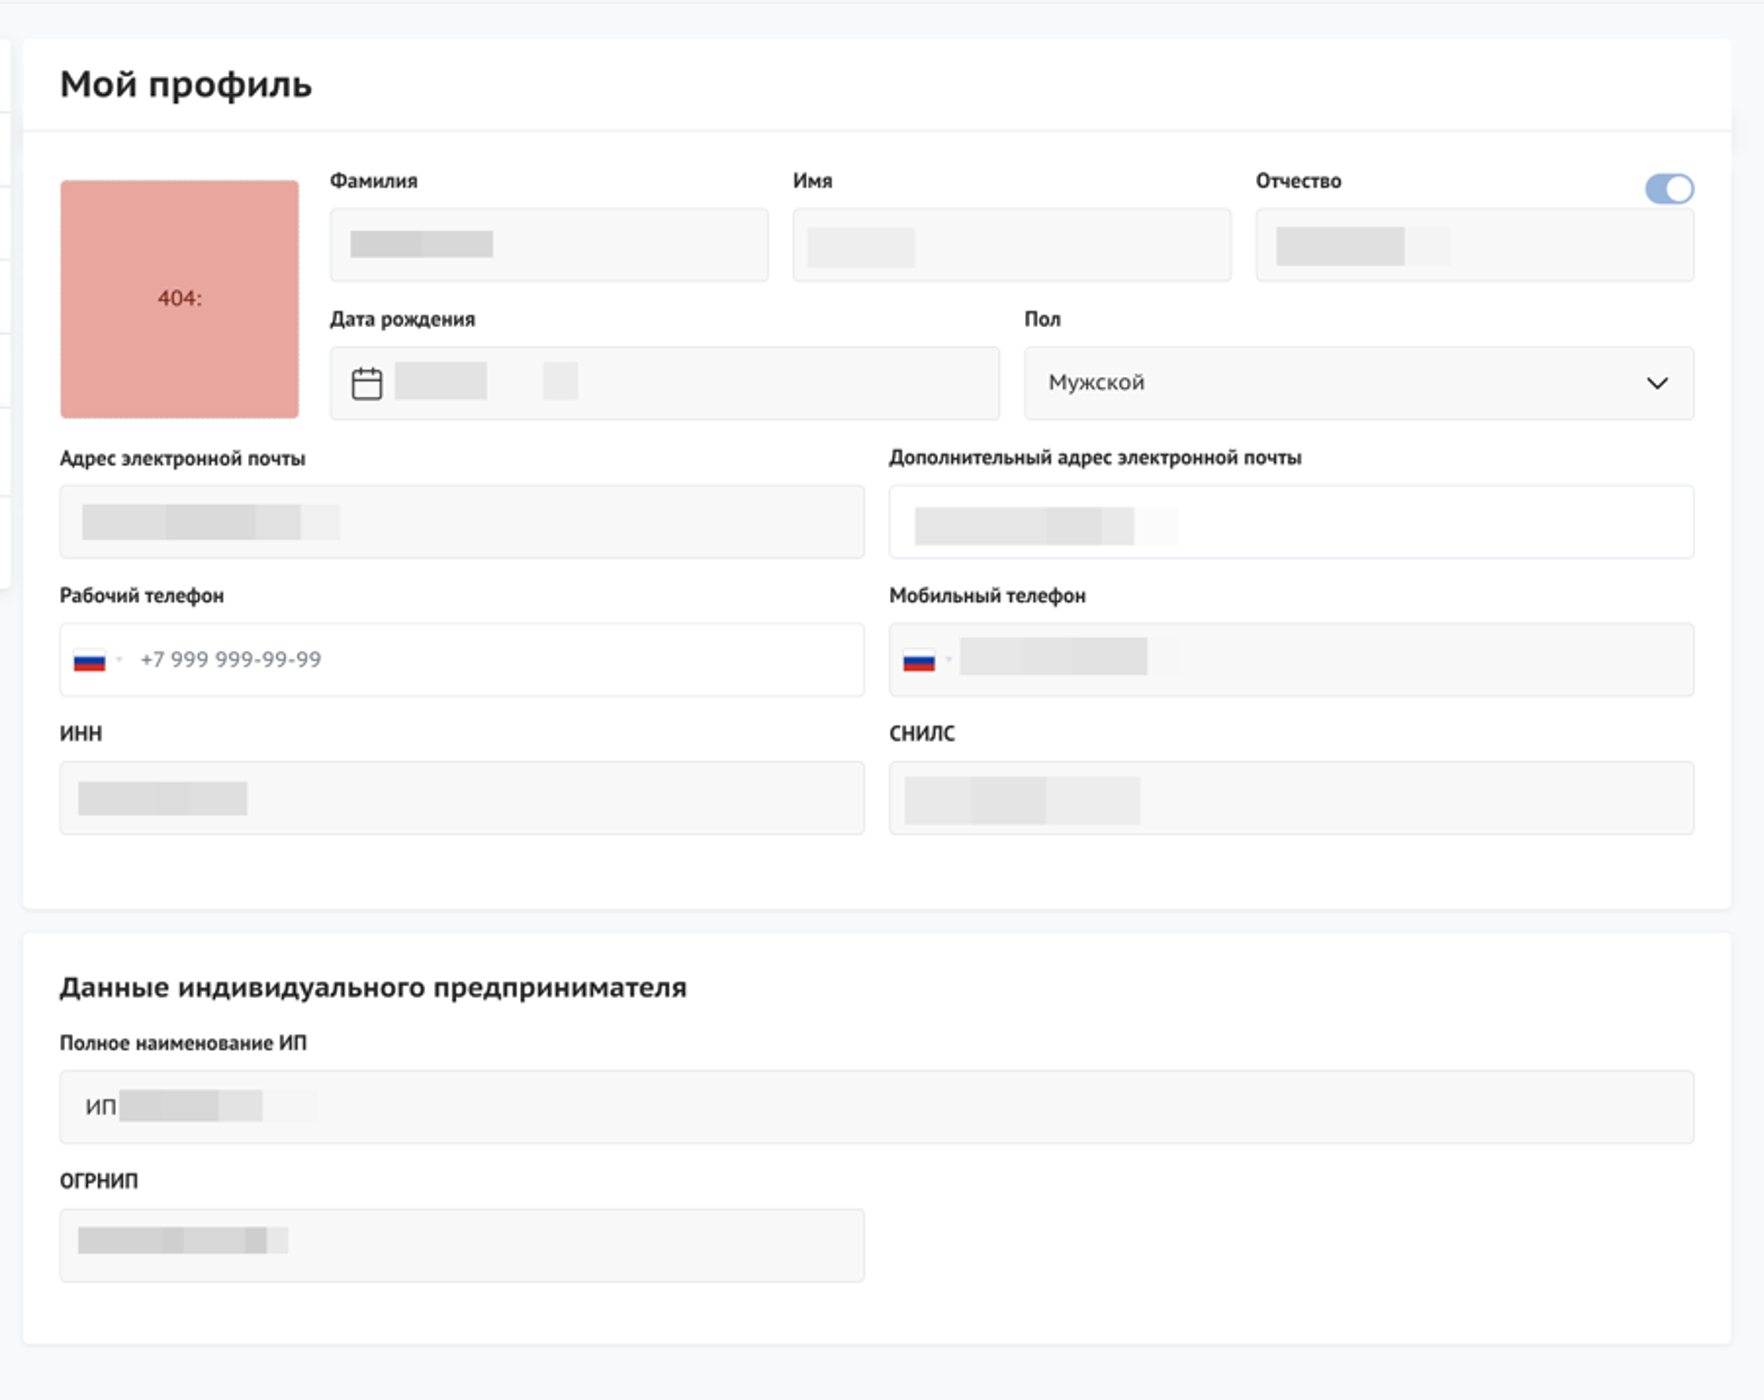 Мой профиль
Фамилия
Имя
Отчество
404:
Дата рождения
Пол
Мужской
Адрес электронной почты
Дополнительный адрес электронной почты
Рабочий телефон
Мобильный телефон
+7 999 999-99-99
ИНН
СНИЛС
Данные индивидуального предпринимателя
Полное наименование ИП
ИП
ОГРНИП